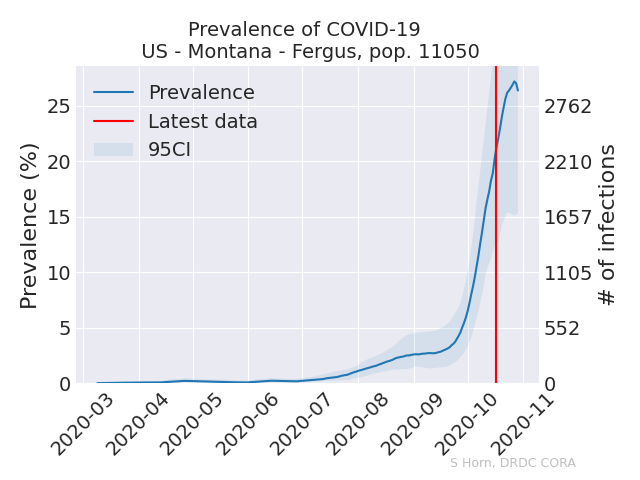 Prevalence of COVID-19
US - Montana - Fergus, pop. 11050
Prevalence
Latest data
95CI
Prevalence (%)
25
20
15
10
5
0
2762
2210
1657
1105
552
0
# of infections
2020-03
2020-04
2020-05
2020-06
2020-07
2020-08
2020-09
2020-10
2020-11
S Horn, DRDC CORA